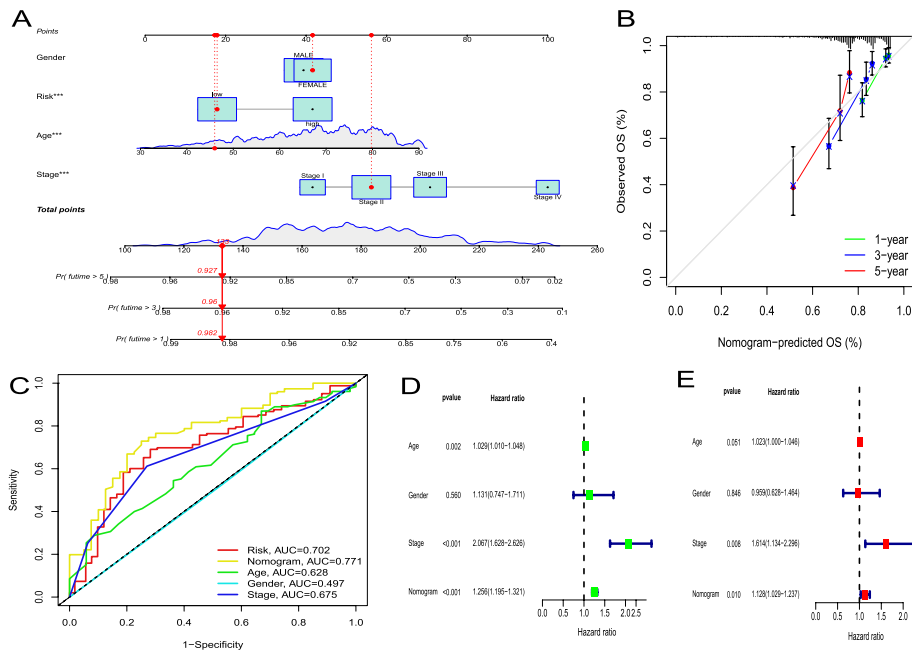 A
Points
0 20 40 60 80 100
Gender
MALE
FEMALE
Risk***
low
high
Age***
30 40 50 60 70 80 90
Stage***
Stage I
Stage II
Stage III
Stage IV
Total points
100 120 140 160 180 200 220 240 260
0.927
Pr( futime > 5 )
0.98 0.96 0.92 0.85 0.7 0.5 0.3 0.07 0.02
0.96
Pr( futime > 3 )
0.98 0.96 0.92 0.85 0.7 0.5 0.3 0.1
0.982
Pr( futime > 1 )
0.99 0.98 0.96 0.92 0.85 0.75 0.6 0.4
B
Observed OS (%)
1.0
0.8
0.6
0.4
0.2
0.0
1-year
3-year
5-year
0.0 0.2 0.4 0.6 0.8 1.0
Nomogram-predicted OS (%)
C
Sensitivity
1.0
0.8
0.6
0.4
0.2
0.0
Risk, AUC=0.702
Nomogram, AUC=0.771
Age, AUC=0.628
Gender, AUC=0.497
Stage, AUC=0.675
0.0 0.2 0.4 0.6 0.8 1.0
1-Specificity
D
pvalue Hazard ratio
Age 0.002 1.029(1.010-1.048)
Gender 0.560 1.131(0.747-1.711)
Stage <0.001 2.067(1.628-2.626)
Nomogram <0.001 1.256(1.195-1.321)
0.0 0.5 1.0 1.5 2.0 2.5
Hazard ratio
E
pvalue Hazard ratio
Age 0.051 1.023(1.000-1.046)
Gender 0.846 0.959(0.628-1.464)
Stage 0.008 1.614(1.134-2.296)
Nomogram 0.010 1.128(1.029-1.237)
0.0 0.5 1.0 1.5 2.0
Hazard ratio